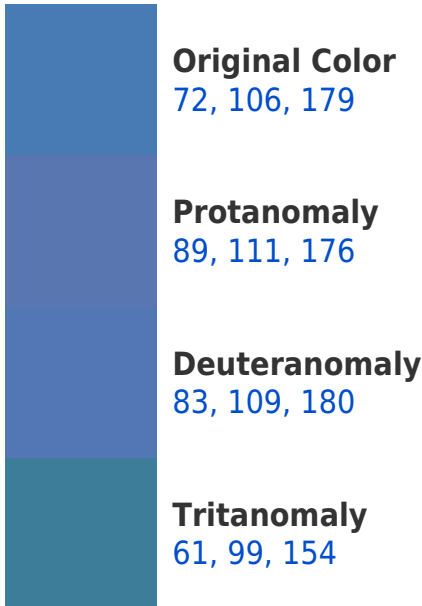 Original Color
72, 106, 179
Protanomaly
89, 111, 176
Deuteranomaly
83, 109, 180
Tritanomaly
61, 99, 154